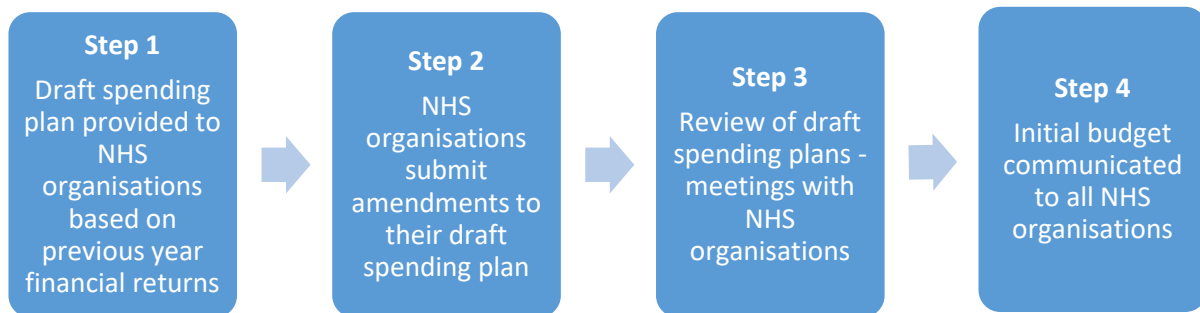 Step 1
Draft spending
plan provided to
NHS
organisations
based on
previous year
financial returns
Step 2
NHS
organisations
submit
amendments to
their draft
spending plan
Step 3
Review of draft
spending plans -
meetings with
NHS
organisations
Step 4
Initial budget
communicated
to all NHS
organisations